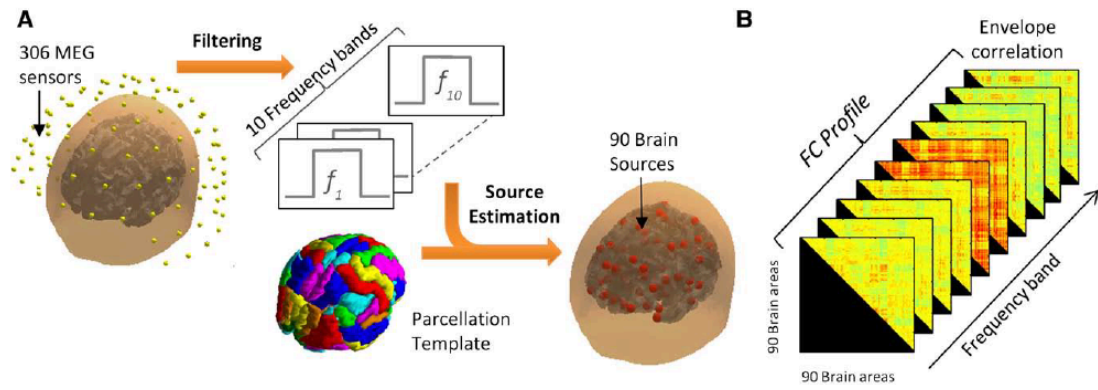 A
306 MEG
sensors
Filtering
10 Frequency bands
f10
f1
Source
Estimation
Parcellation
Template
90 Brain
Sources
B
Envelope
correlation
FC Profile
90 Brain areas
90 Brain areas
Frequency band